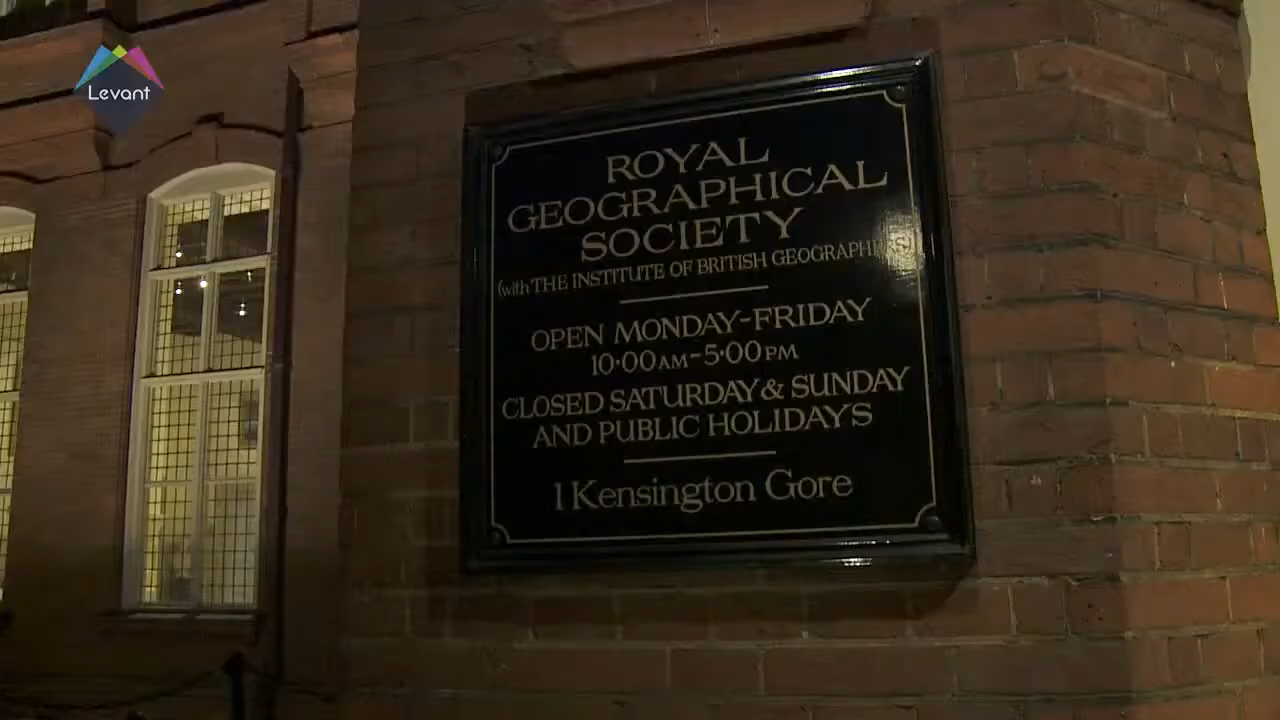 Levant
ROYAL
GEOGRAPHICAL
SOCIETY
(with THE INSTITUTE OF BRITISH
OPEN MONDAY-FRIDAY
10·00AM-5·00PM
CLOSED SATURDAY & SUNDAY
AND PUBLIC HOLIDAYS
1 Kensington Gore